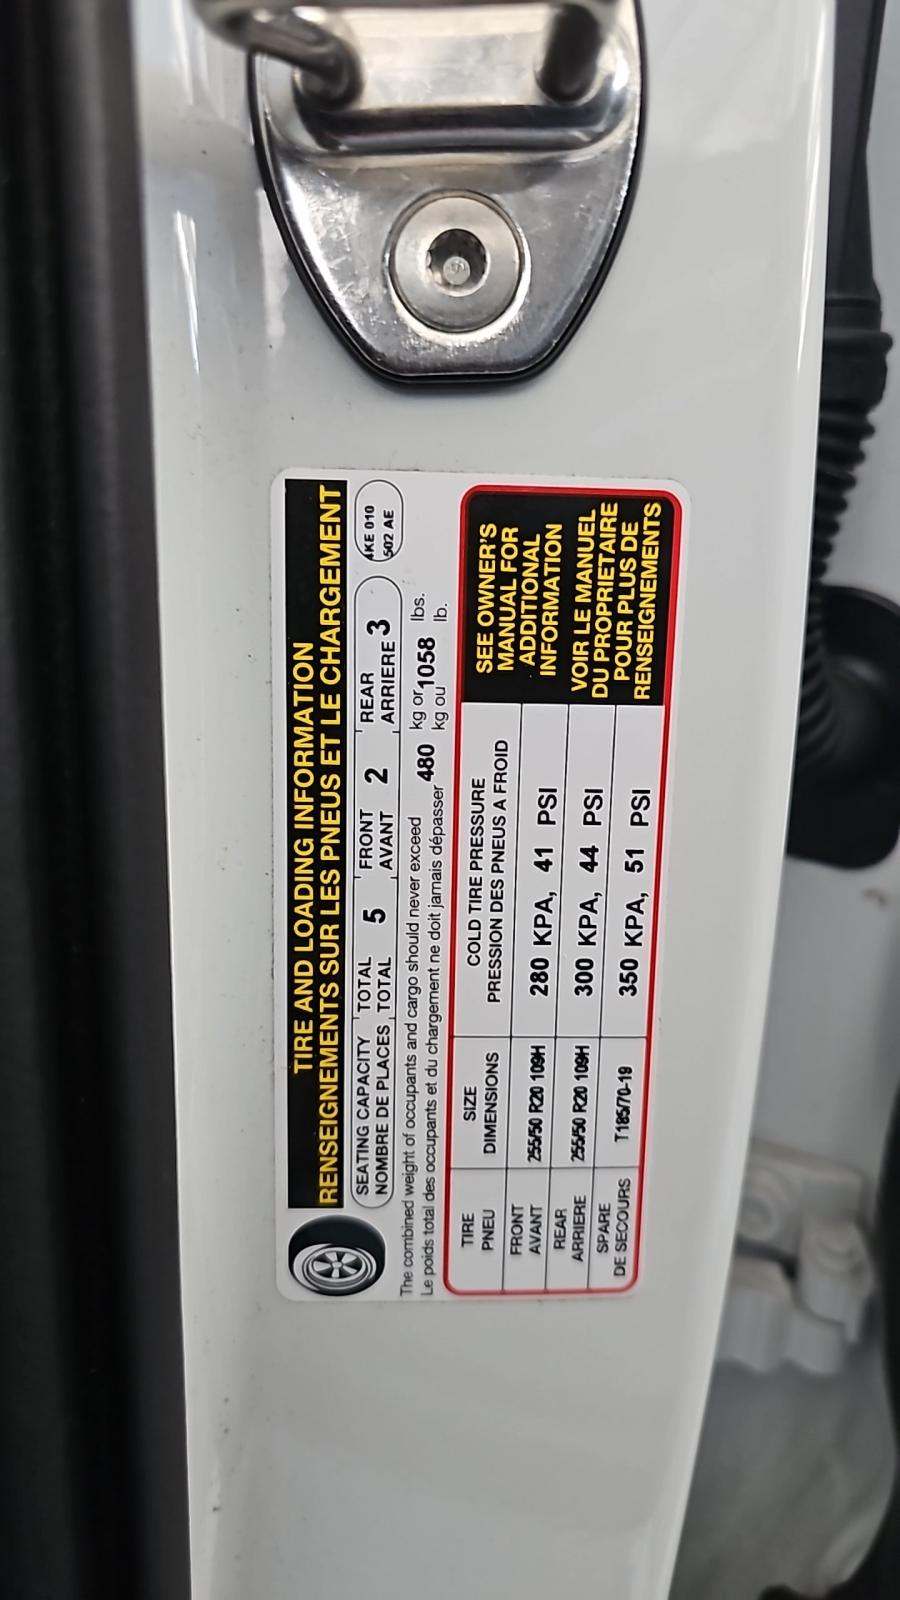 TIRE AND LOADING INFORMATION
RENSEIGNEMENTS SUR LES PNEUS ET LE CHARGEMENT
SEATING CAPACITY TOTAL 5 FRONT 2 REAR 3
NOMBRE DE PLACES TOTAL AVANT ARRIERE
4KE 010
502 AE
The combined weight of occupants and cargo should never exceed 480 kg or 1058 lbs.
Le poids total des occupants et du chargement ne doit jamais dépasser kg ou lb.
TIRE SIZE COLD TIRE PRESSURE
PNEU DIMENSIONS PRESSION DES PNEUS A FROID
FRONT
AVANT 255/50 R20 109H 280 KPA, 41 PSI
REAR
ARRIERE 255/50 R20 109H 300 KPA, 44 PSI
SPARE
DE SECOURS T185/70-19 350 KPA, 51 PSI
SEE OWNER'S
MANUAL FOR
ADDITIONAL
INFORMATION
VOIR LE MANUEL
DU PROPRIETAIRE
POUR PLUS DE
RENSEIGNEMENTS